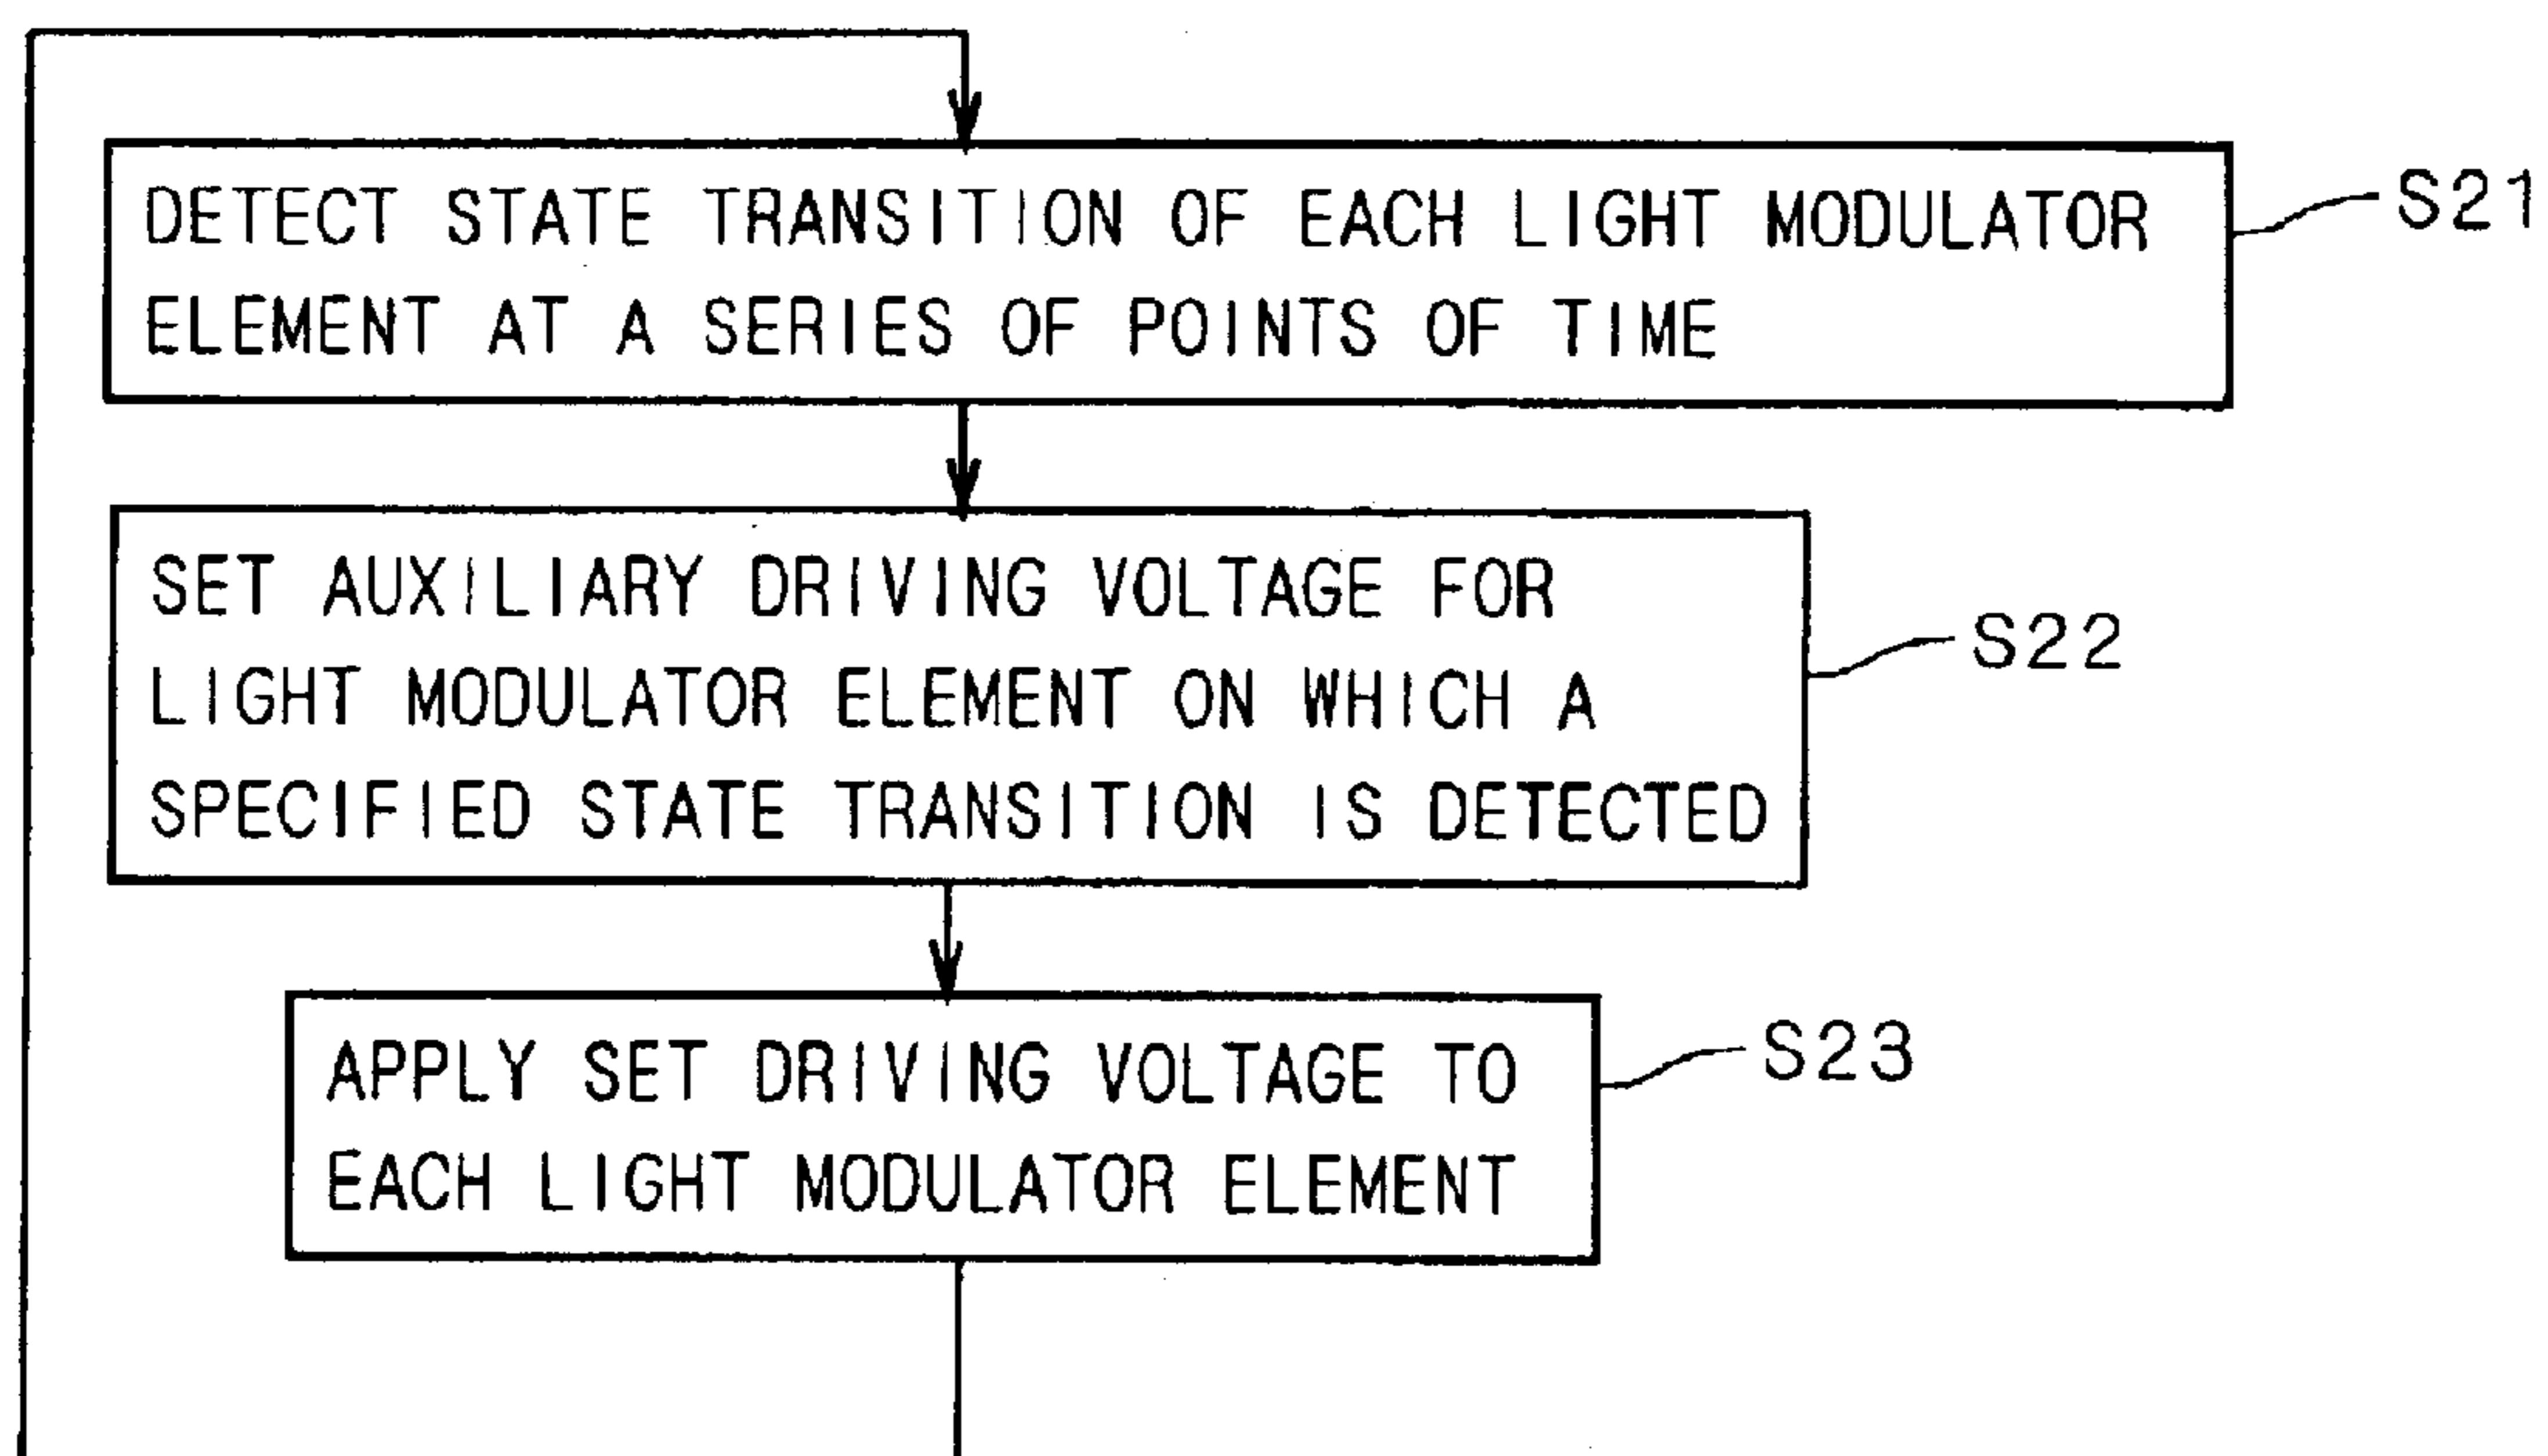 DETECT STATE TRANSITION OF EACH LIGHT MODULATOR
ELEMENT AT A SERIES OF POINTS OF TIME
S21
SET AUXILIARY DRIVING VOLTAGE FOR
LIGHT MODULATOR ELEMENT ON WHICH A
SPECIFIED STATE TRANSITION IS DETECTED
S22
APPLY SET DRIVING VOLTAGE TO
EACH LIGHT MODULATOR ELEMENT
S23